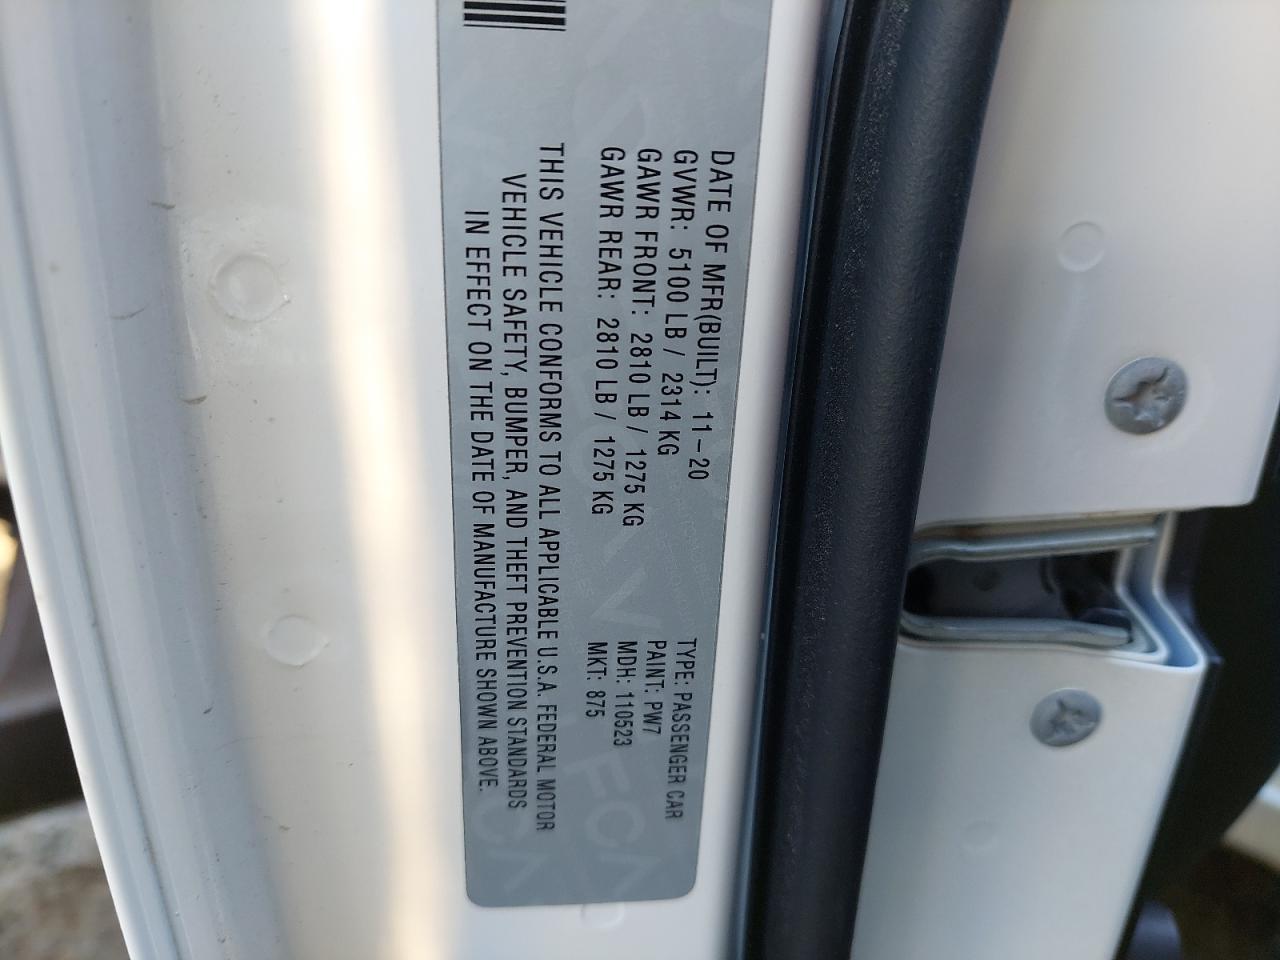 DATE OF MFR(BUILT): 11-20
GVWR: 5100 LB / 2314 KG
GAWR FRONT: 2810 LB / 1275 KG
GAWR REAR: 2810 LB / 1275 KG
TYPE: PASSENGER CAR
PAINT: PW7
MDH: 110523
MKT: 875
THIS VEHICLE CONFORMS TO ALL APPLICABLE U.S.A. FEDERAL MOTOR
VEHICLE SAFETY, BUMPER, AND THEFT PREVENTION STANDARDS
IN EFFECT ON THE DATE OF MANUFACTURE SHOWN ABOVE.
FCA